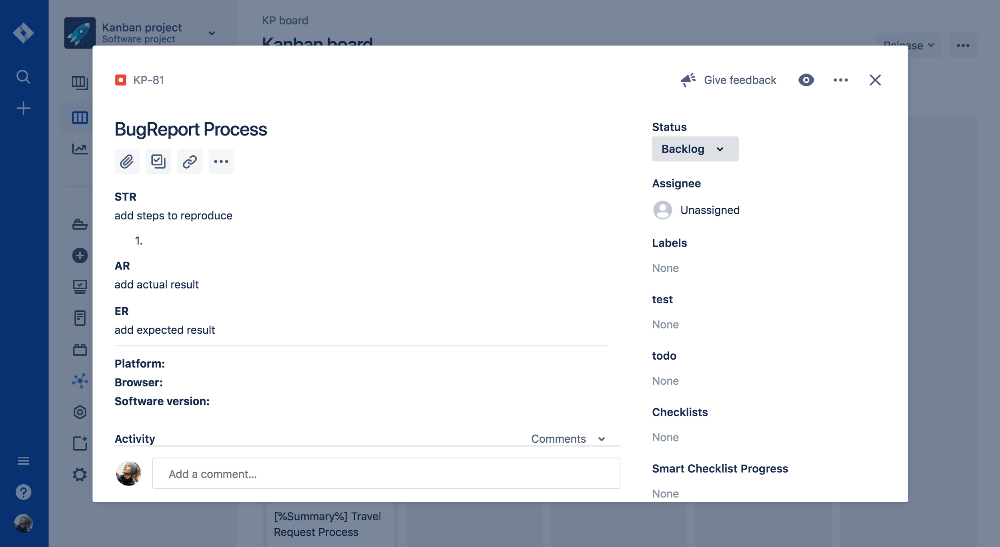 Kanban project
Software project
KP board
Kanban board
Release
KP-81
Give feedback
BugReport Process
STR
add steps to reproduce
1.
AR
add actual result
ER
add expected result
Platform:
Browser:
Software version:
Activity
Comments
Add a comment...
Status
Backlog
Assignee
Unassigned
Labels
None
test
None
todo
None
Checklists
None
Smart Checklist Progress
None
[%Summary%] Travel
Request Process